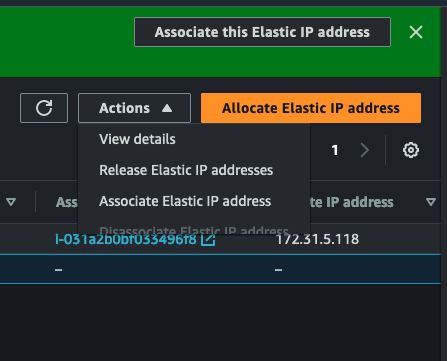 Associate this Elastic IP address
Actions
Allocate Elastic IP address
View details
1
Release Elastic IP addresses
Associate Elastic IP address
Ass
te IP address
Disassociate Elastic IP address
i-031a2b0bf033496f8
172.31.5.118
–
–